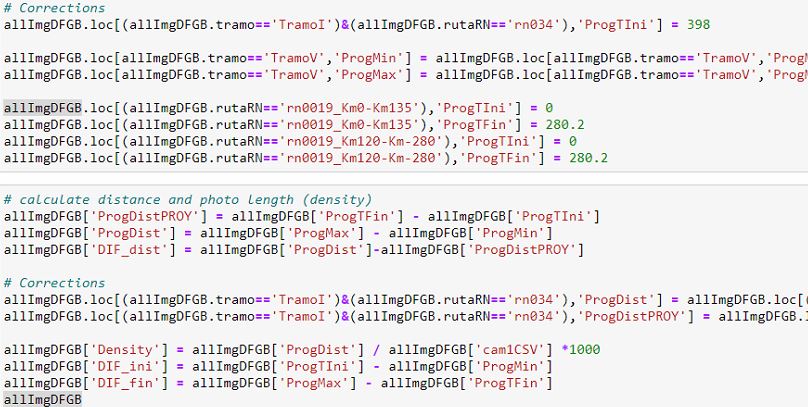 # Corrections
allImgDFGB.loc[(allImgDFGB.tramo=='TramoI')&(allImgDFGB.rutaRN=='rn034'),'ProgTIni'] = 398
allImgDFGB.loc[allImgDFGB.tramo=='TramoV','ProgMin'] = allImgDFGB.loc[allImgDFGB.tramo=='TramoV','Prog
allImgDFGB.loc[allImgDFGB.tramo=='TramoV','ProgMax'] = allImgDFGB.loc[allImgDFGB.tramo=='TramoV','Prog
allImgDFGB.loc[(allImgDFGB.rutaRN=='rn0019_Km0-Km135'),'ProgTIni'] = 0
allImgDFGB.loc[(allImgDFGB.rutaRN=='rn0019_Km0-Km135'),'ProgTFin'] = 280.2
allImgDFGB.loc[(allImgDFGB.rutaRN=='rn0019_Km120-Km-280'),'ProgTIni'] = 0
allImgDFGB.loc[(allImgDFGB.rutaRN=='rn0019_Km120-Km-280'),'ProgTFin'] = 280.2
# calculate distance and photo length (density)
allImgDFGB['ProgDistPROY'] = allImgDFGB['ProgTFin'] - allImgDFGB['ProgTIni']
allImgDFGB['ProgDist'] = allImgDFGB['ProgMax'] - allImgDFGB['ProgMin']
allImgDFGB['DIF_dist'] = allImgDFGB['ProgDist']-allImgDFGB['ProgDistPROY']
# Corrections
allImgDFGB.loc[(allImgDFGB.tramo=='TramoI')&(allImgDFGB.rutaRN=='rn034'),'ProgDist'] = allImgDFGB.loc[(
allImgDFGB.loc[(allImgDFGB.tramo=='TramoI')&(allImgDFGB.rutaRN=='rn034'),'ProgDistPROY'] = allImgDFGB.
allImgDFGB['Density'] = allImgDFGB['ProgDist'] / allImgDFGB['cam1CSV'] *1000
allImgDFGB['DIF_ini'] = allImgDFGB['ProgTIni'] - allImgDFGB['ProgMin']
allImgDFGB['DIF_fin'] = allImgDFGB['ProgMax'] - allImgDFGB['ProgTFin']
allImgDFGB